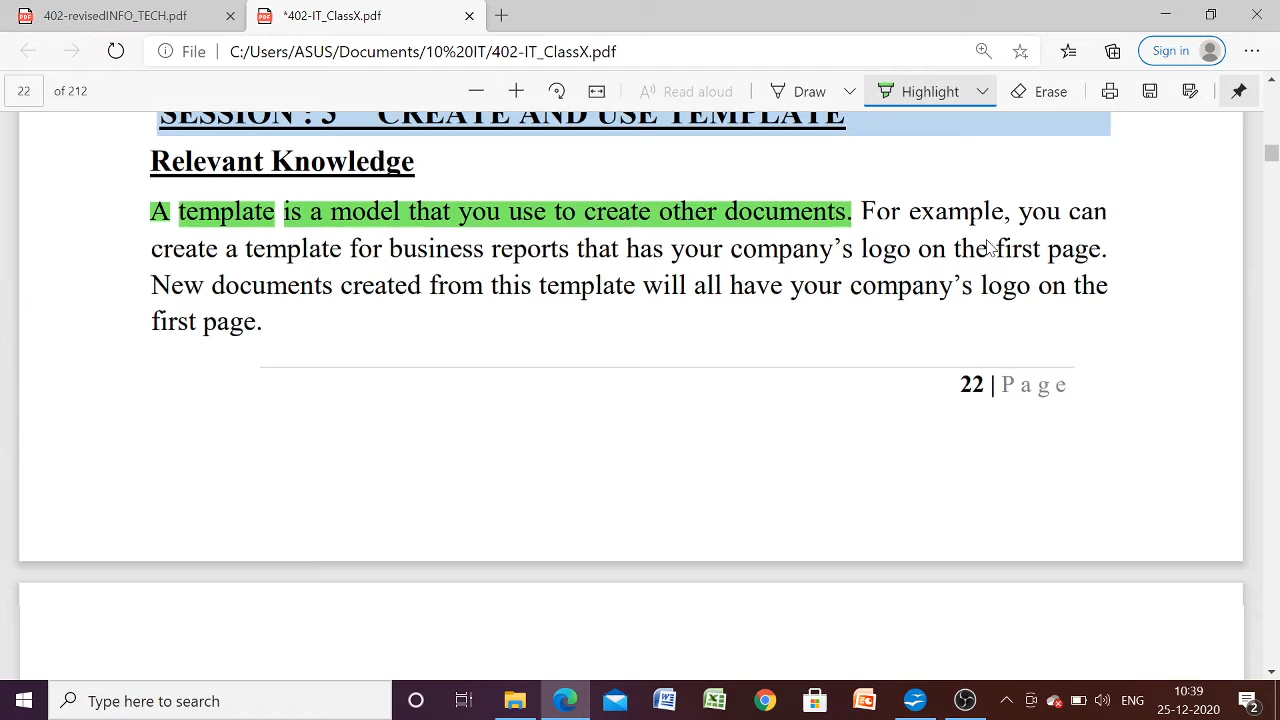 402-revisedINFO_TECH.pdf
*402-IT_ClassX.pdf
File C:/Users/ASUS/Documents/10%20IT/402-IT_ClassX.pdf
Sign in
22 of 212
Read aloud
Draw
Highlight
Erase
SESSION : 3 CREATE AND USE TEMPLATE
Relevant Knowledge
A template is a model that you use to create other documents. For example, you can
create a template for business reports that has your company’s logo on the first page.
New documents created from this template will all have your company’s logo on the
first page.
22 | P a g e
Type here to search
ENG
10:39
25-12-2020
2